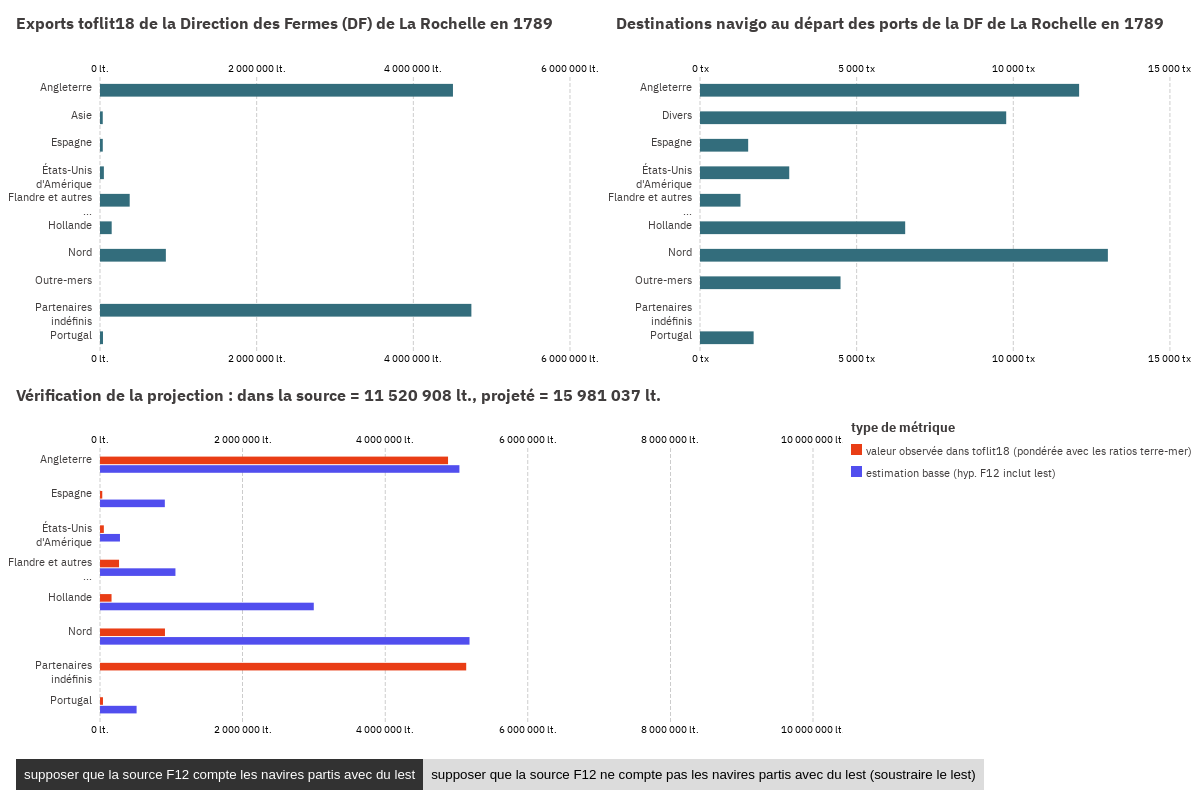 Exports toflit18 de la Direction des Fermes (DF) de La Rochelle en 1789
0 lt. 2 000 000 lt. 4 000 000 lt. 6 000 000 lt.
Angleterre
Asie
Espagne
États-Unis
d'Amérique
Flandre et autres
...
Hollande
Nord
Outre-mers
Partenaires
indéfinis
Portugal
0 lt. 2 000 000 lt. 4 000 000 lt. 6 000 000 lt.
Destinations navigo au départ des ports de la DF de La Rochelle en 1789
0 tx 5 000 tx 10 000 tx 15 000 tx
Angleterre
Divers
Espagne
États-Unis
d'Amérique
Flandre et autres
...
Hollande
Nord
Outre-mers
Partenaires
indéfinis
Portugal
0 tx 5 000 tx 10 000 tx 15 000 tx
Vérification de la projection : dans la source = 11 520 908 lt., projeté = 15 981 037 lt.
0 lt. 2 000 000 lt. 4 000 000 lt. 6 000 000 lt. 8 000 000 lt. 10 000 000 lt
Angleterre
Espagne
États-Unis
d'Amérique
Flandre et autres
...
Hollande
Nord
Partenaires
indéfinis
Portugal
0 lt. 2 000 000 lt. 4 000 000 lt. 6 000 000 lt. 8 000 000 lt. 10 000 000 lt
type de métrique
valeur observée dans toflit18 (pondérée avec les ratios terre-mer)
estimation basse (hyp. F12 inclut lest)
supposer que la source F12 compte les navires partis avec du lest
supposer que la source F12 ne compte pas les navires partis avec du lest (soustraire le lest)